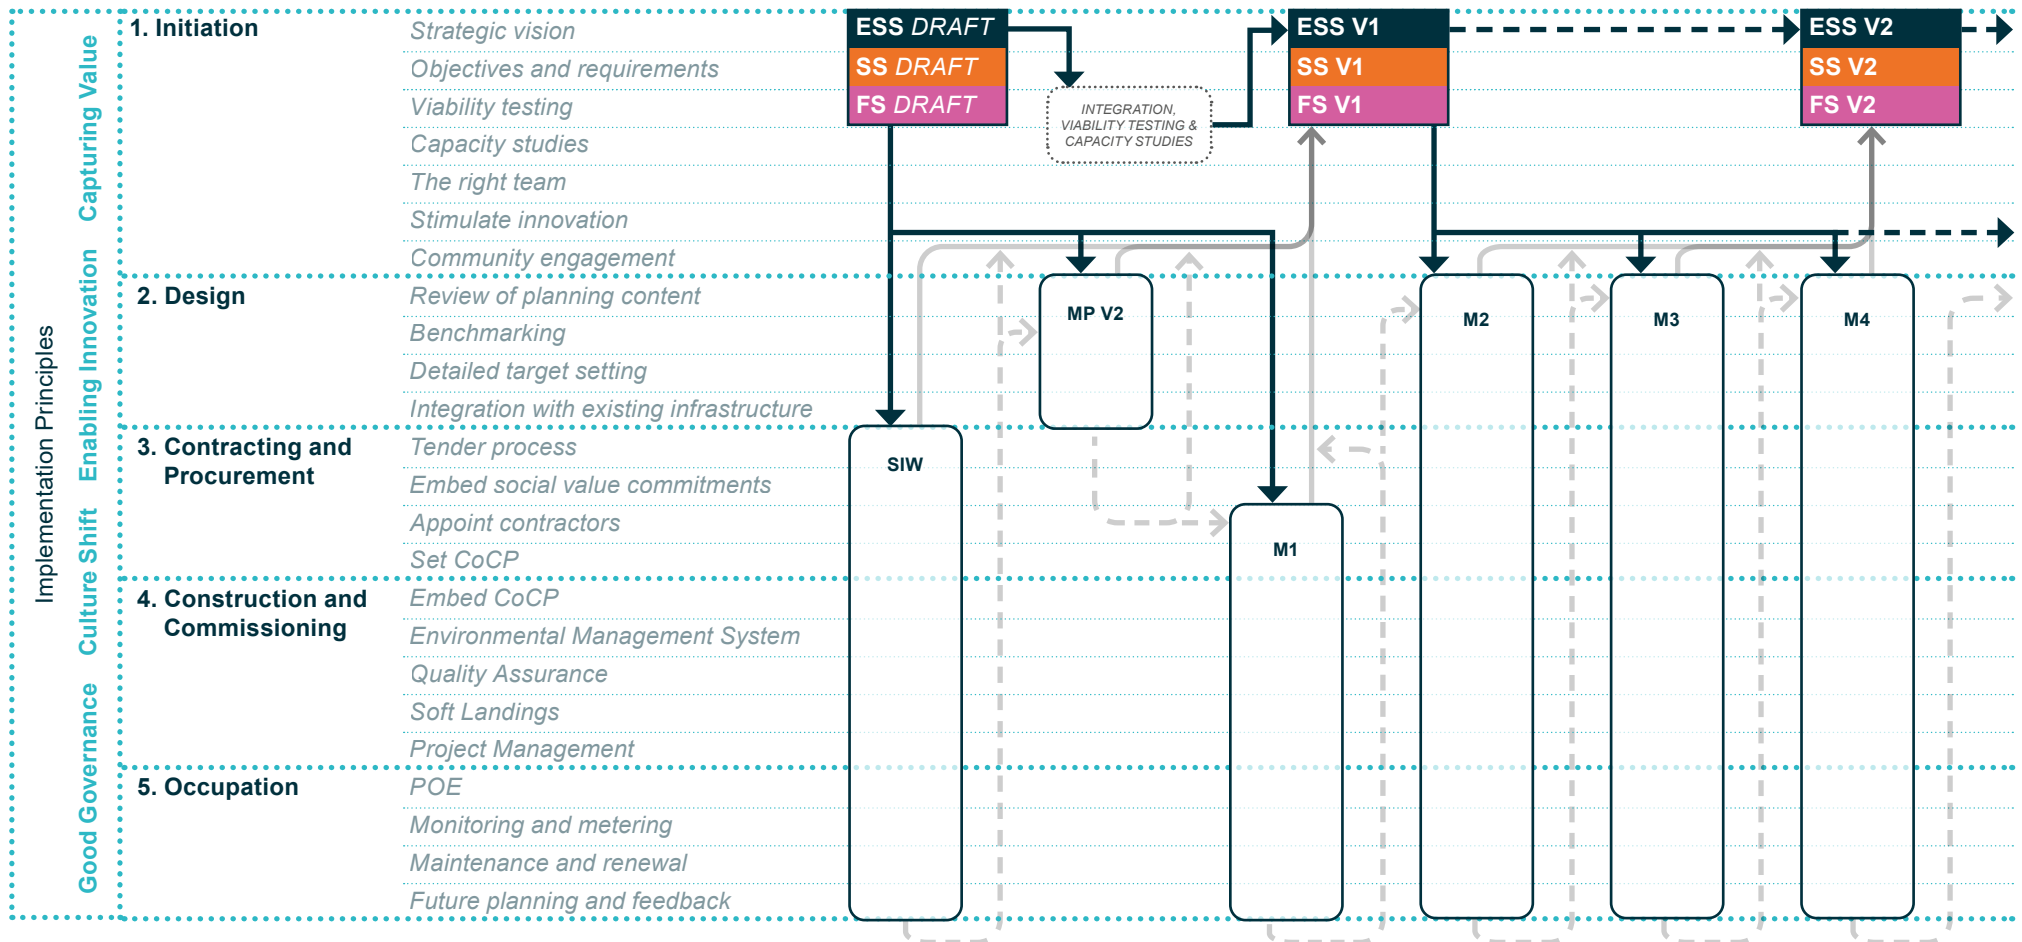 Implementation Principles
Good Governance Culture Shift Enabling Innovation Capturing Value
1. Initiation
Strategic vision
Objectives and requirements
Viability testing
Capacity studies
The right team
Stimulate innovation
Community engagement
2. Design
Review of planning content
Benchmarking
Detailed target setting
Integration with existing infrastructure
3. Contracting and
Procurement
Tender process
Embed social value commitments
Appoint contractors
Set CoCP
4. Construction and
Commissioning
Embed CoCP
Environmental Management System
Quality Assurance
Soft Landings
Project Management
5. Occupation
POE
Monitoring and metering
Maintenance and renewal
Future planning and feedback
ESS DRAFT
SS DRAFT
FS DRAFT
INTEGRATION,
VIABILITY TESTING &
CAPACITY STUDIES
ESS V1
SS V1
FS V1
ESS V2
SS V2
FS V2
SIW
MP V2
M1
M2
M3
M4